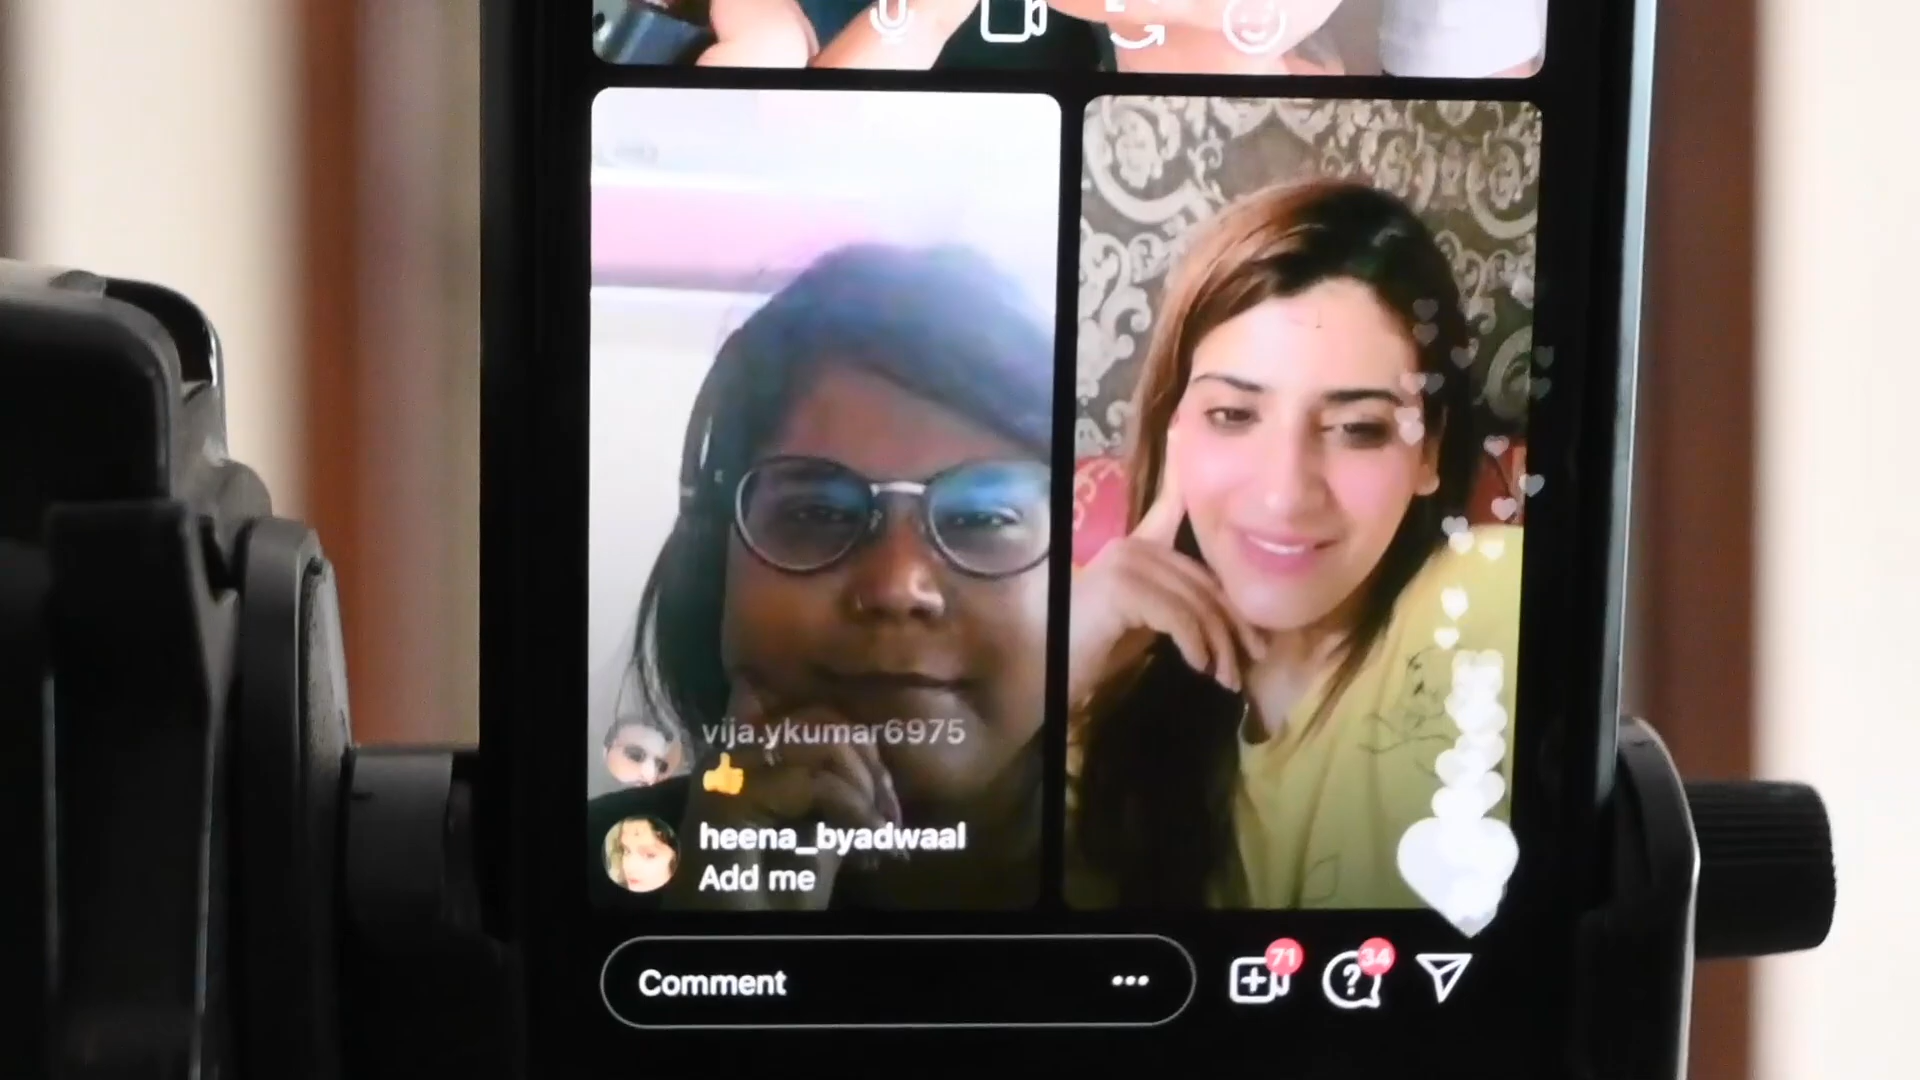 vija.ykumar6975
👍
heena_byadwaal
Add me
Comment
71
34